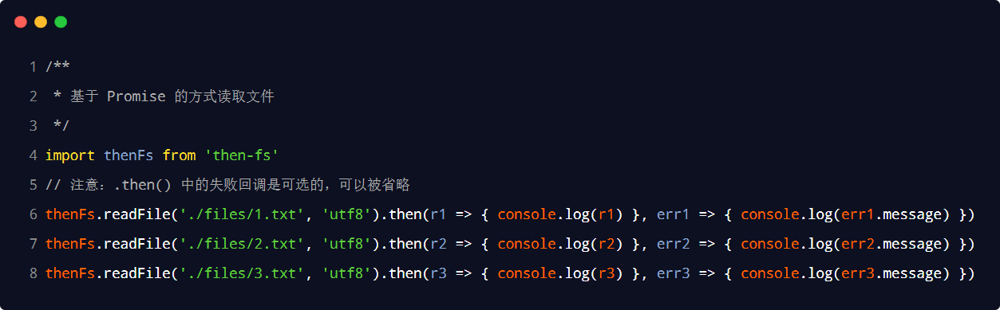 1 /**
2  * 基于 Promise 的方式读取文件
3  */
4 import thenFs from 'then-fs'
5 // 注意：.then() 中的失败回调是可选的，可以被省略
6 thenFs.readFile('./files/1.txt', 'utf8').then(r1 => { console.log(r1) }, err1 => { console.log(err1.message) })
7 thenFs.readFile('./files/2.txt', 'utf8').then(r2 => { console.log(r2) }, err2 => { console.log(err2.message) })
8 thenFs.readFile('./files/3.txt', 'utf8').then(r3 => { console.log(r3) }, err3 => { console.log(err3.message) })